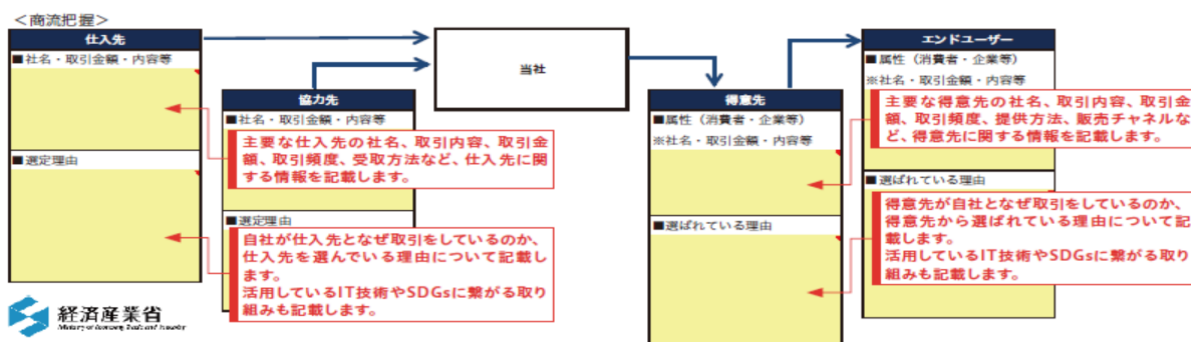 ＜商流把握＞
仕入先
■社名・取引金額・内容等
■選定理由
協力先
■社名・取引金額・内容等
主要な仕入先の社名、取引内容、取引金
額、取引頻度、受取方法など、仕入先に関
する情報を記載します。
■選定理由
自社が仕入先となぜ取引をしているのか、
仕入先を選んでいる理由について記載し
ます。
活用しているIT技術やSDGsに繋がる取り
組みも記載します。
当社
得意先
■属性（消費者・企業等）
※社名・取引金額・内容等
■選ばれている理由
エンドユーザー
■属性（消費者・企業等）
※社名・取引金額・内容等
主要な得意先の社名、取引内容、取引金
額、取引頻度、提供方法、販売チャネルな
ど、得意先に関する情報を記載します。
■選ばれている理由
得意先が自社となぜ取引をしているのか、
得意先から選ばれている理由について記
載します。
活用しているIT技術やSDGsに繋がる取り
組みも記載します。
経済産業省
Ministry of Economy, Trade and Industry